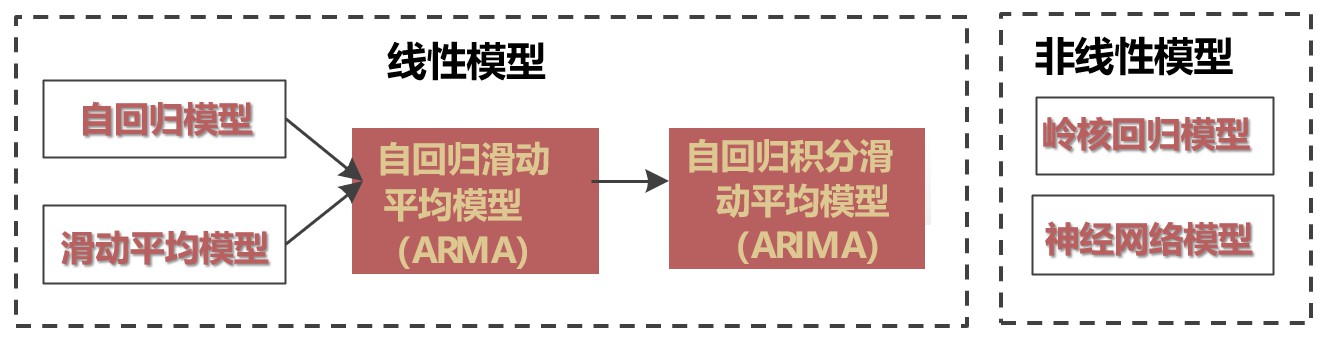 线性模型
自回归模型
滑动平均模型
自回归滑动
平均模型
（ARMA）
自回归积分滑
动平均模型
（ARIMA）
非线性模型
岭核回归模型
神经网络模型